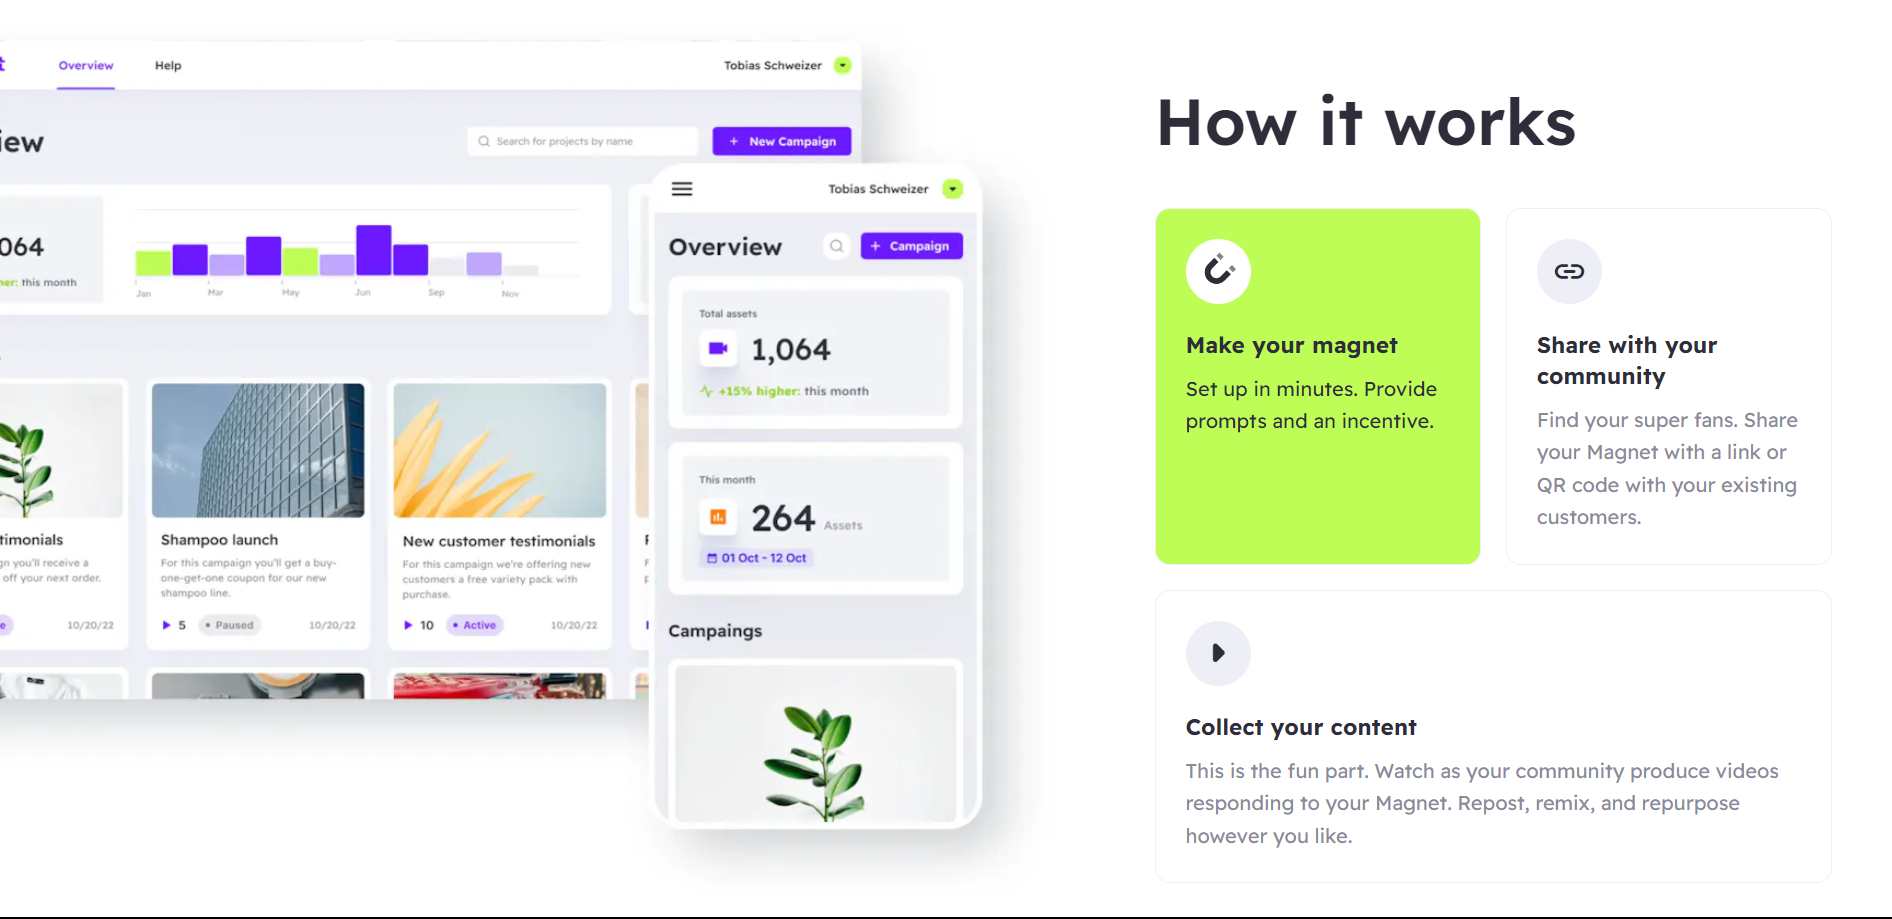 Overview
Help
Tobias Schweizer
Search for projects by name
+ New Campaign
064
this month
Jan
Mar
May
Jun
Sep
Nov
gn you'll receive a
off your next order.
10/20/22
Shampoo launch
For this campaign you'll get a buy-
one-get-one coupon for our new
shampoo line.
5
Paused
10/20/22
New customer testimonials
For this campaign we're offering new
customers a free variety pack with
purchase.
10
Active
10/20/22
Tobias Schweizer
Overview
+ Campaign
Total assets
1,064
+15% higher: this month
This month
264 Assets
01 Oct - 12 Oct
Campaings
How it works
Make your magnet
Set up in minutes. Provide
prompts and an incentive.
Share with your
community
Find your super fans. Share
your Magnet with a link or
QR code with your existing
customers.
Collect your content
This is the fun part. Watch as your community produce videos
responding to your Magnet. Repost, remix, and repurpose
however you like.